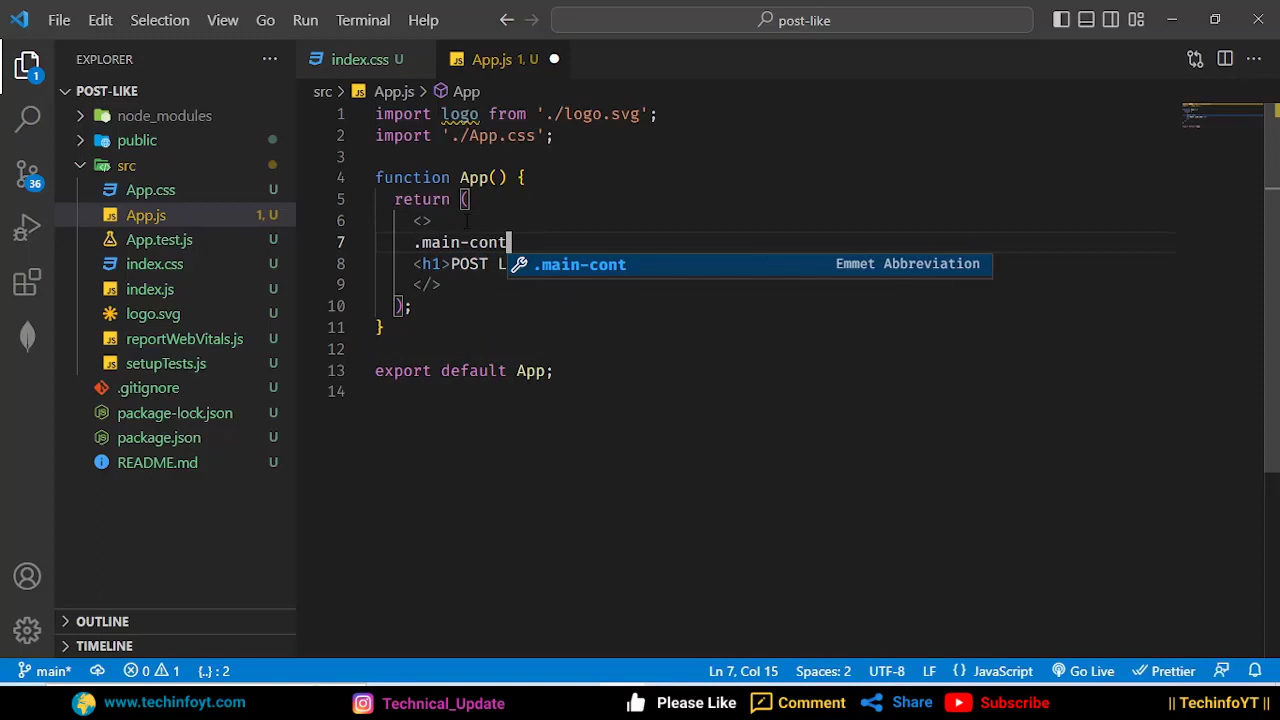 File Edit Selection View Go Run Terminal Help
post-like
EXPLORER
index.css U
App.js 1, U
1
src > App.js > App
POST-LIKE
node_modules
public
src
App.css U
App.js 1, U
App.test.js U
index.css U
index.js U
logo.svg U
reportWebVitals.js U
setupTests.js U
.gitignore U
package-lock.json U
package.json U
README.md U
36
1 import logo from './logo.svg';
2 import './App.css';
3
4 function App() {
5 return (
6 <>
7 .main-cont
8 <h1>POST L
.main-cont Emmet Abbreviation
9 </>
10 );
11 }
12
13 export default App;
14
OUTLINE
TIMELINE
main* 0 1 {..} : 2 Ln 7, Col 15 Spaces: 2 UTF-8 LF {} JavaScript Go Live Prettier
www.techinfoyt.com Technical_Update Please Like Comment Share Subscribe || TechinfoYT ||